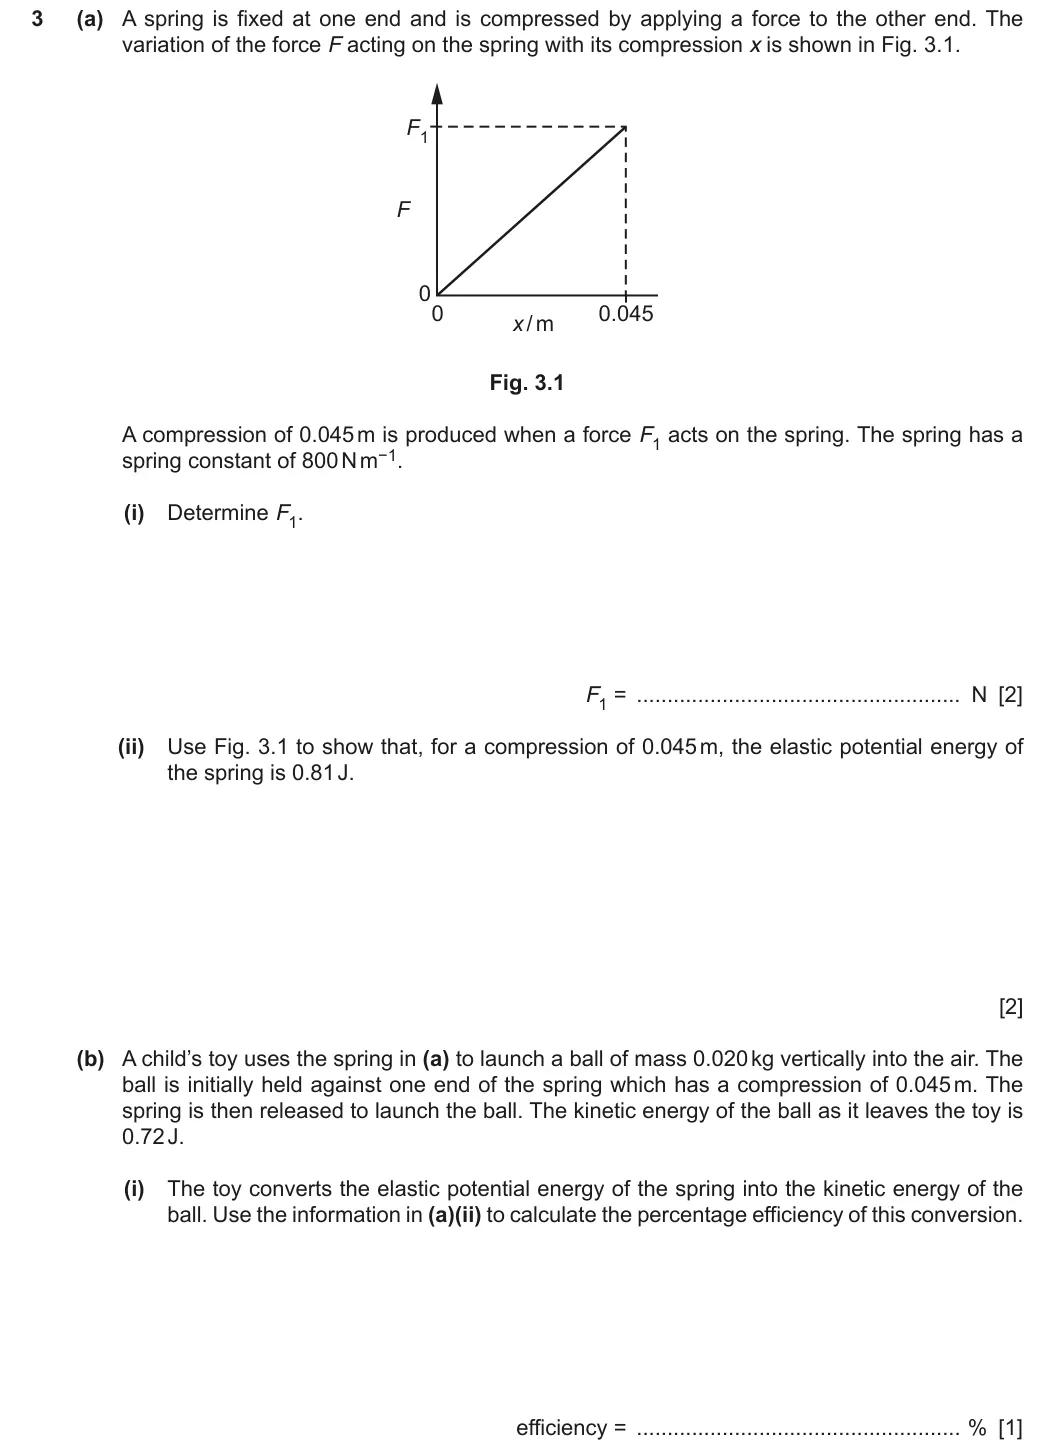 3 (a) A spring is fixed at one end and is compressed by applying a force to the other end. The
variation of the force F acting on the spring with its compression x is shown in Fig. 3.1.
F1
F
0
0
x/m
0.045
Fig. 3.1
A compression of 0.045 m is produced when a force F1 acts on the spring. The spring has a
spring constant of 800 N m−1.
(i) Determine F1.
F1 = ..................................................... N [2]
(ii) Use Fig. 3.1 to show that, for a compression of 0.045 m, the elastic potential energy of
the spring is 0.81 J.
[2]
(b) A child’s toy uses the spring in (a) to launch a ball of mass 0.020 kg vertically into the air. The
ball is initially held against one end of the spring which has a compression of 0.045 m. The
spring is then released to launch the ball. The kinetic energy of the ball as it leaves the toy is
0.72 J.
(i) The toy converts the elastic potential energy of the spring into the kinetic energy of the
ball. Use the information in (a)(ii) to calculate the percentage efficiency of this conversion.
efficiency = ..................................................... % [1]